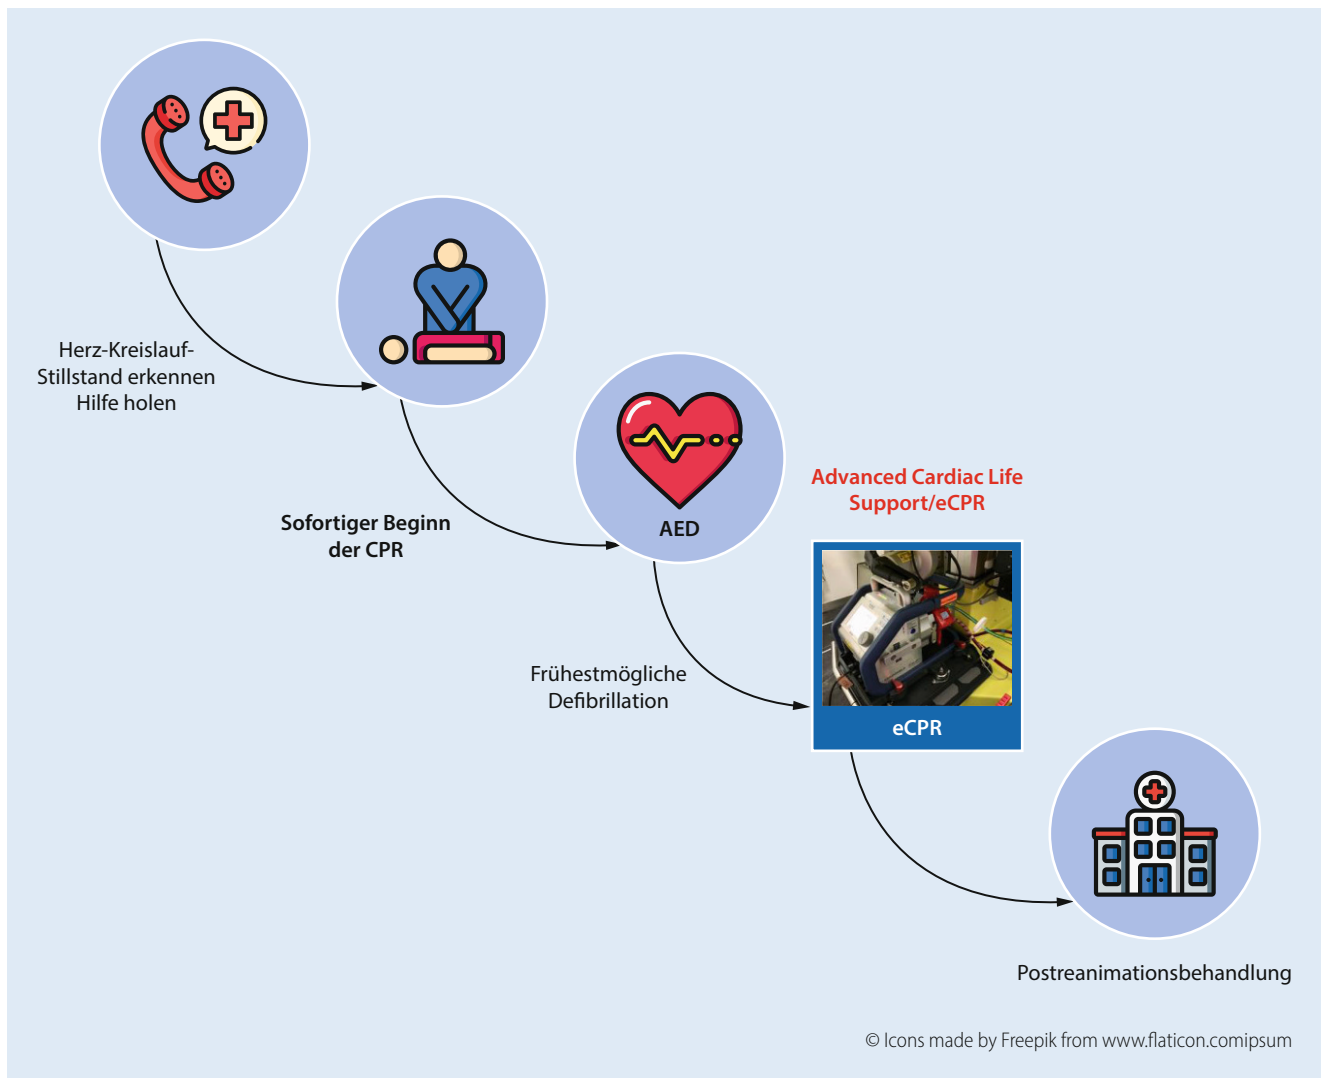 Herz-Kreislauf-
Stillstand erkennen
Hilfe holen
Sofortiger Beginn
der CPR
AED
Frühestmögliche
Defibrillation
Advanced Cardiac Life
Support/eCPR
eCPR
Postreanimationsbehandlung
© Icons made by Freepik from www.flaticon.comipsum